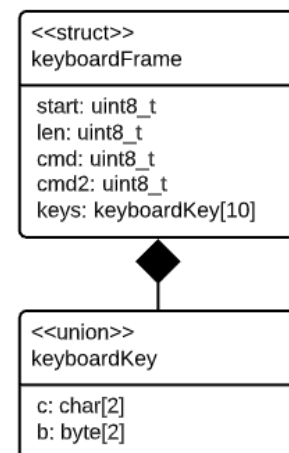 <<struct>>
keyboardFrame
start: uint8_t
len: uint8_t
cmd: uint8_t
cmd2: uint8_t
keys: keyboardKey[10]
<<union>>
keyboardKey
c: char[2]
b: byte[2]